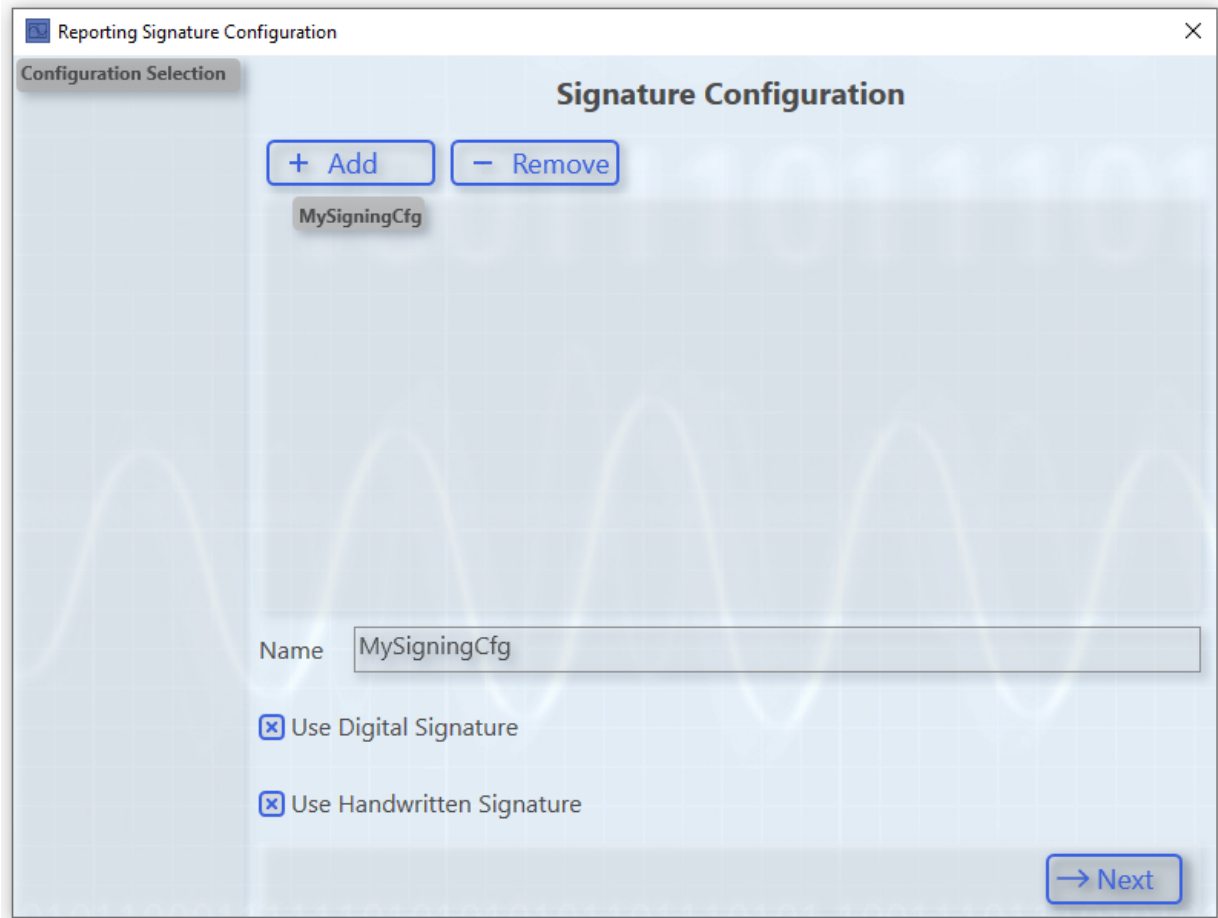 Reporting Signature Configuration
Configuration Selection
Signature Configuration
+ Add
− Remove
MySigningCfg
Name
MySigningCfg
Use Digital Signature
Use Handwritten Signature
→ Next